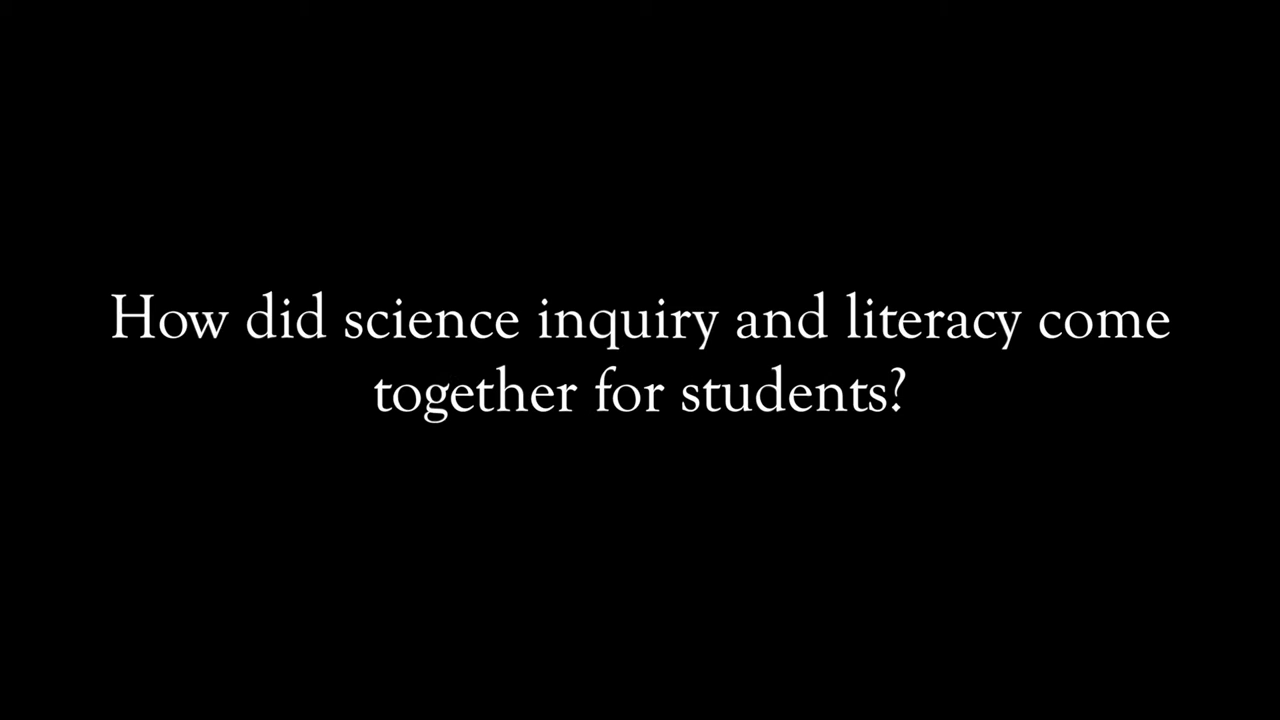 How did science inquiry and literacy come
together for students?